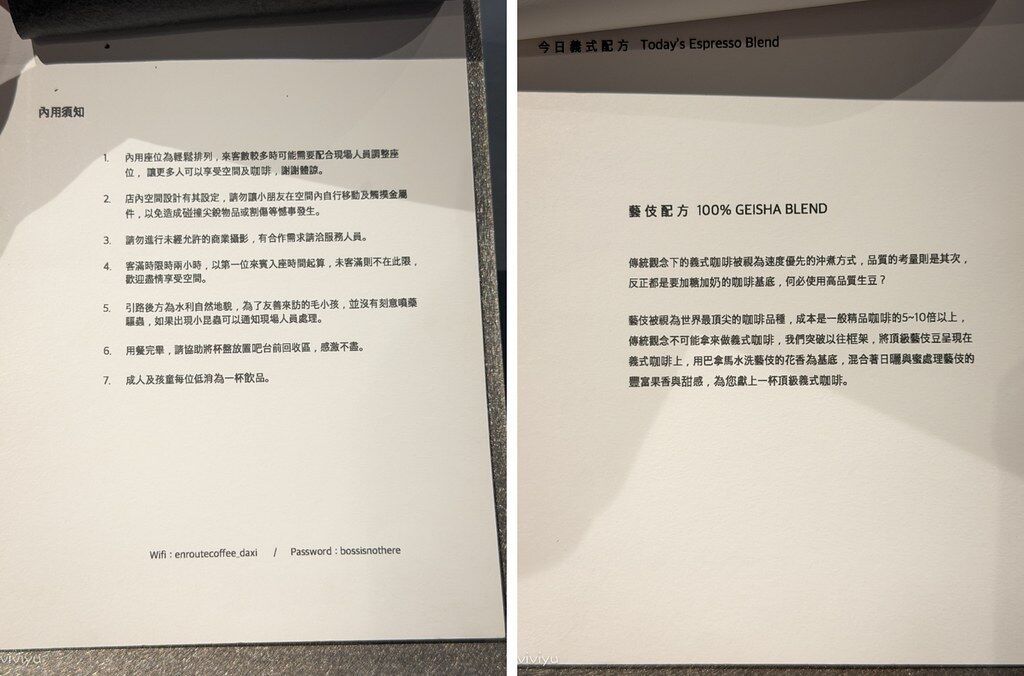 內用須知
1. 內用座位為輕鬆排列，來客數較多時可能需要配合現場人員調整座
位，讓更多人可以享受空間及咖啡，謝謝體諒。
2. 店內空間設計有其設定，請勿讓小朋友在空間內自行移動及觸摸金屬
件，以免造成碰撞尖銳物品或割傷等憾事發生。
3. 請勿進行未經允許的商業攝影，有合作需求請洽服務人員。
4. 客滿時限時兩小時，以第一位來賓入座時間起算，未客滿則不在此限，
歡迎盡情享受空間。
5. 引路後方為水利自然地貌，為了友善來訪的毛小孩，並沒有刻意噴藥
驅蟲，如果出現小昆蟲可以通知現場人員處理。
6. 用餐完畢，請協助將杯盤放置吧台前回收區，感激不盡。
7. 成人及孩童每位低消為一杯飲品。
Wifi：enroutecoffee_daxi / Password：bossisnothere
viviyu
今日義式配方 Today's Espresso Blend
藝伎配方 100% GEISHA BLEND
傳統觀念下的義式咖啡被視為速度優先的沖煮方式，品質的考量則是其次，
反正都是要加糖加奶的咖啡基底，何必使用高品質生豆？
藝伎被視為世界最頂尖的咖啡品種，成本是一般精品咖啡的5~10倍以上，
傳統觀念不可能拿來做義式咖啡，我們突破以往框架，將頂級藝伎豆呈現在
義式咖啡上，用巴拿馬水洗藝伎的花香為基底，混合著日曬與蜜處理藝伎的
豐富果香與甜感，為您獻上一杯頂級義式咖啡。
viviyu